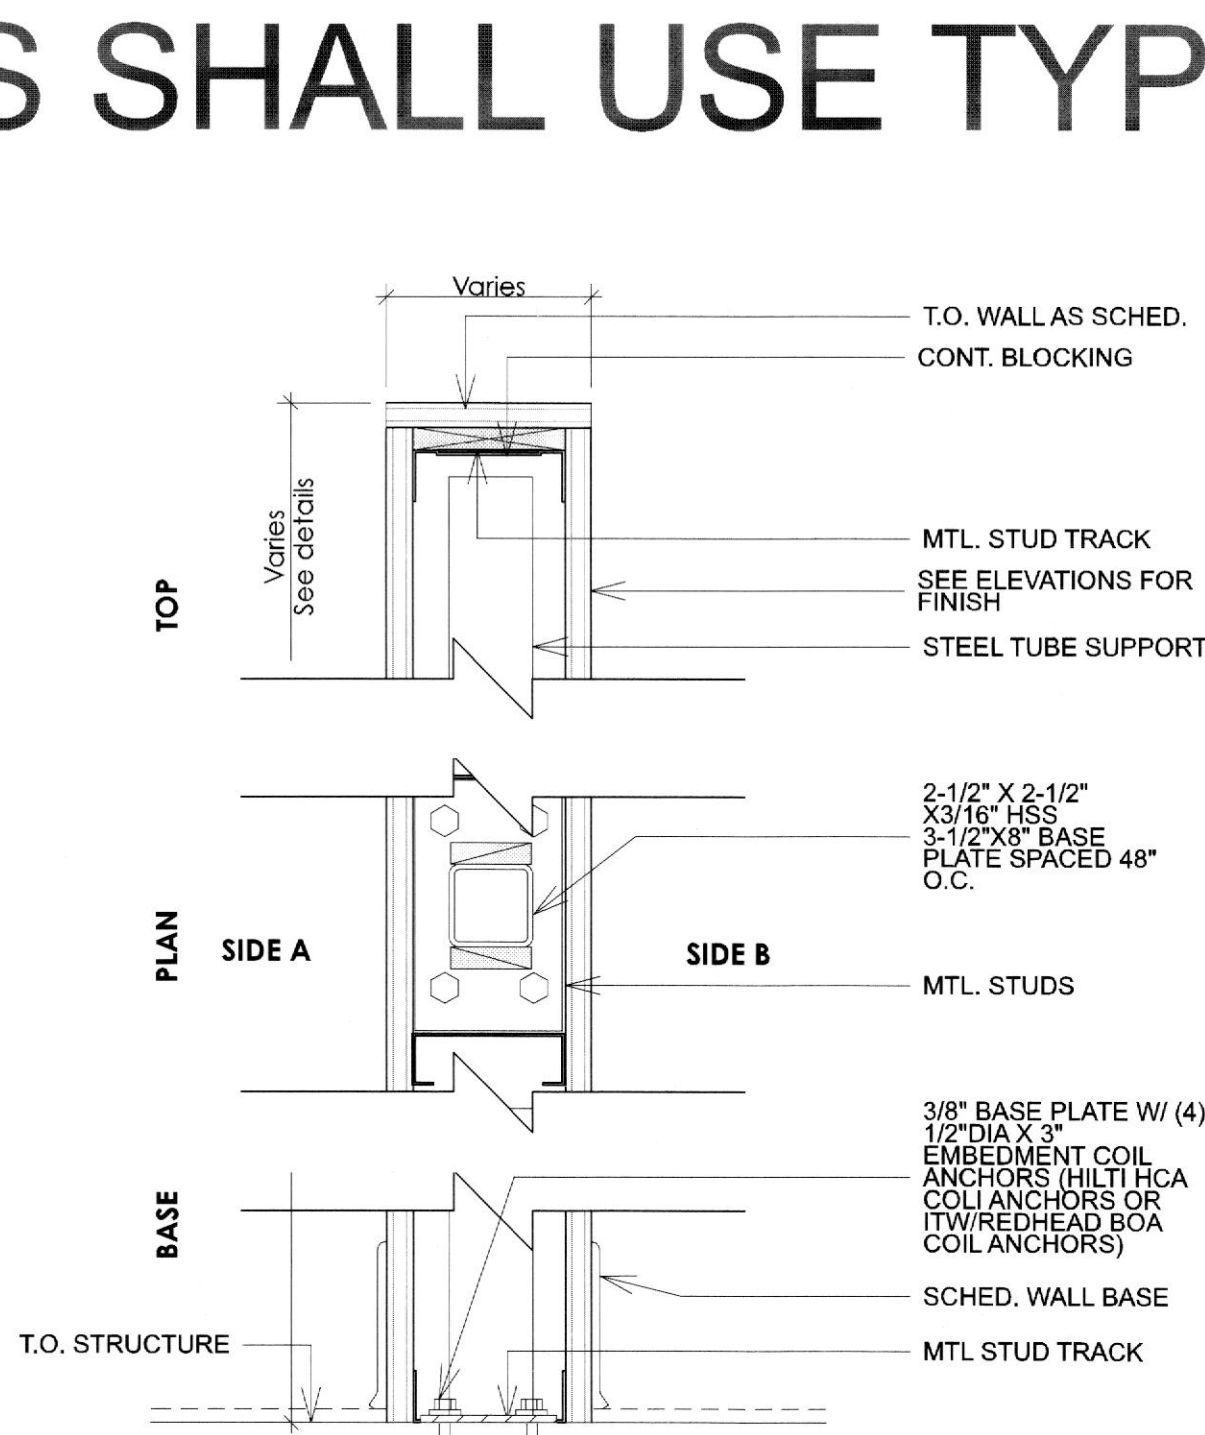 S SHALL USE TYP
Varies
T.O. WALL AS SCHED.
CONT. BLOCKING
Varies
See details
MTL. STUD TRACK
SEE ELEVATIONS FOR
FINISH
TOP
STEEL TUBE SUPPORT
2-1/2" X 2-1/2"
X3/16" HSS
3-1/2"X8" BASE
PLATE SPACED 48"
O.C.
PLAN
SIDE A
SIDE B
MTL. STUDS
3/8" BASE PLATE W/ (4)
1/2"DIA X 3"
EMBEDMENT COIL
ANCHORS (HILTI HCA
COLI ANCHORS OR
ITW/REDHEAD BOA
COIL ANCHORS)
BASE
SCHED. WALL BASE
T.O. STRUCTURE
MTL STUD TRACK